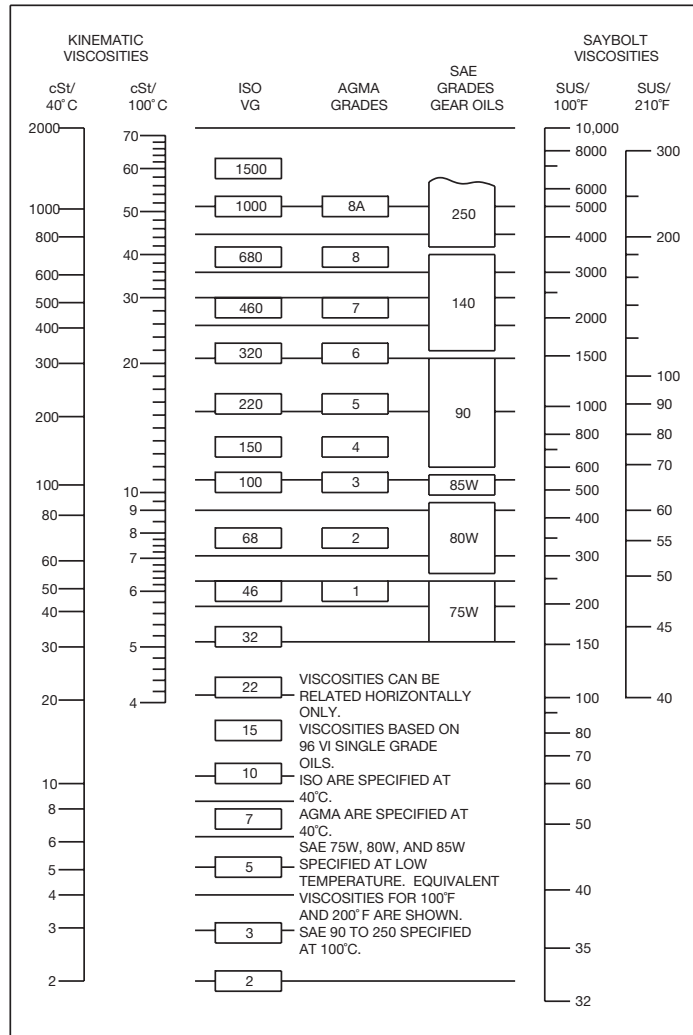 KINEMATIC
VISCOSITIES
SAYBOLT
VISCOSITIES
cSt/
40°C
cSt/
100°C
ISO
VG
AGMA
GRADES
SAE
GRADES
GEAR OILS
SUS/
100°F
SUS/
210°F
2000
1000
800
600
500
400
300
200
100
80
60
50
40
30
20
10
8
6
5
4
3
2
70
60
50
40
30
20
10
9
8
7
6
5
4
1500
1000
680
460
320
220
150
100
68
46
32
22
15
10
7
5
3
2
8A
8
7
6
5
4
3
2
1
250
140
90
85W
80W
75W
10,000
8000
6000
5000
4000
3000
2000
1500
1000
800
600
500
400
300
200
150
100
80
70
60
50
40
35
32
300
200
100
90
80
70
60
55
50
45
40
VISCOSITIES CAN BE
RELATED HORIZONTALLY
ONLY.
VISCOSITIES BASED ON
96 VI SINGLE GRADE
OILS.
ISO ARE SPECIFIED AT
40°C.
AGMA ARE SPECIFIED AT
40°C.
SAE 75W, 80W, AND 85W
SPECIFIED AT LOW
TEMPERATURE. EQUIVALENT
VISCOSITIES FOR 100°F
AND 200°F ARE SHOWN.
SAE 90 TO 250 SPECIFIED
AT 100°C.